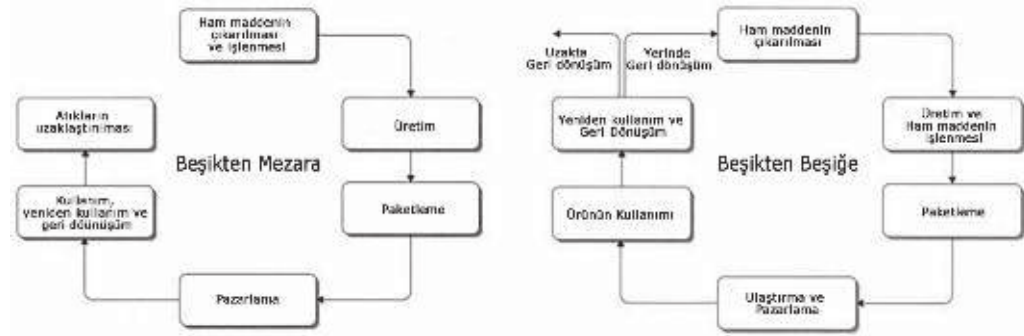 Ham maddenin
çıkarılması
ve işlenmesi
Üretim
Paketleme
Pazarlama
Kullanım,
yeniden kullanım ve
geri döünüşüm
Atıkların
uzaklaştırılması
Beşikten Mezara
Ham maddenin
çıkarılması
Üretim ve
Ham maddenin
işlenmesi
Paketleme
Ulaştırma ve
Pazarlama
Ürünün Kullanımı
Yeniden kullanım ve
Geri Dönüşüm
Uzakta
Geri dönüşüm
Yerinde
Geri dönüşüm
Beşikten Beşiğe